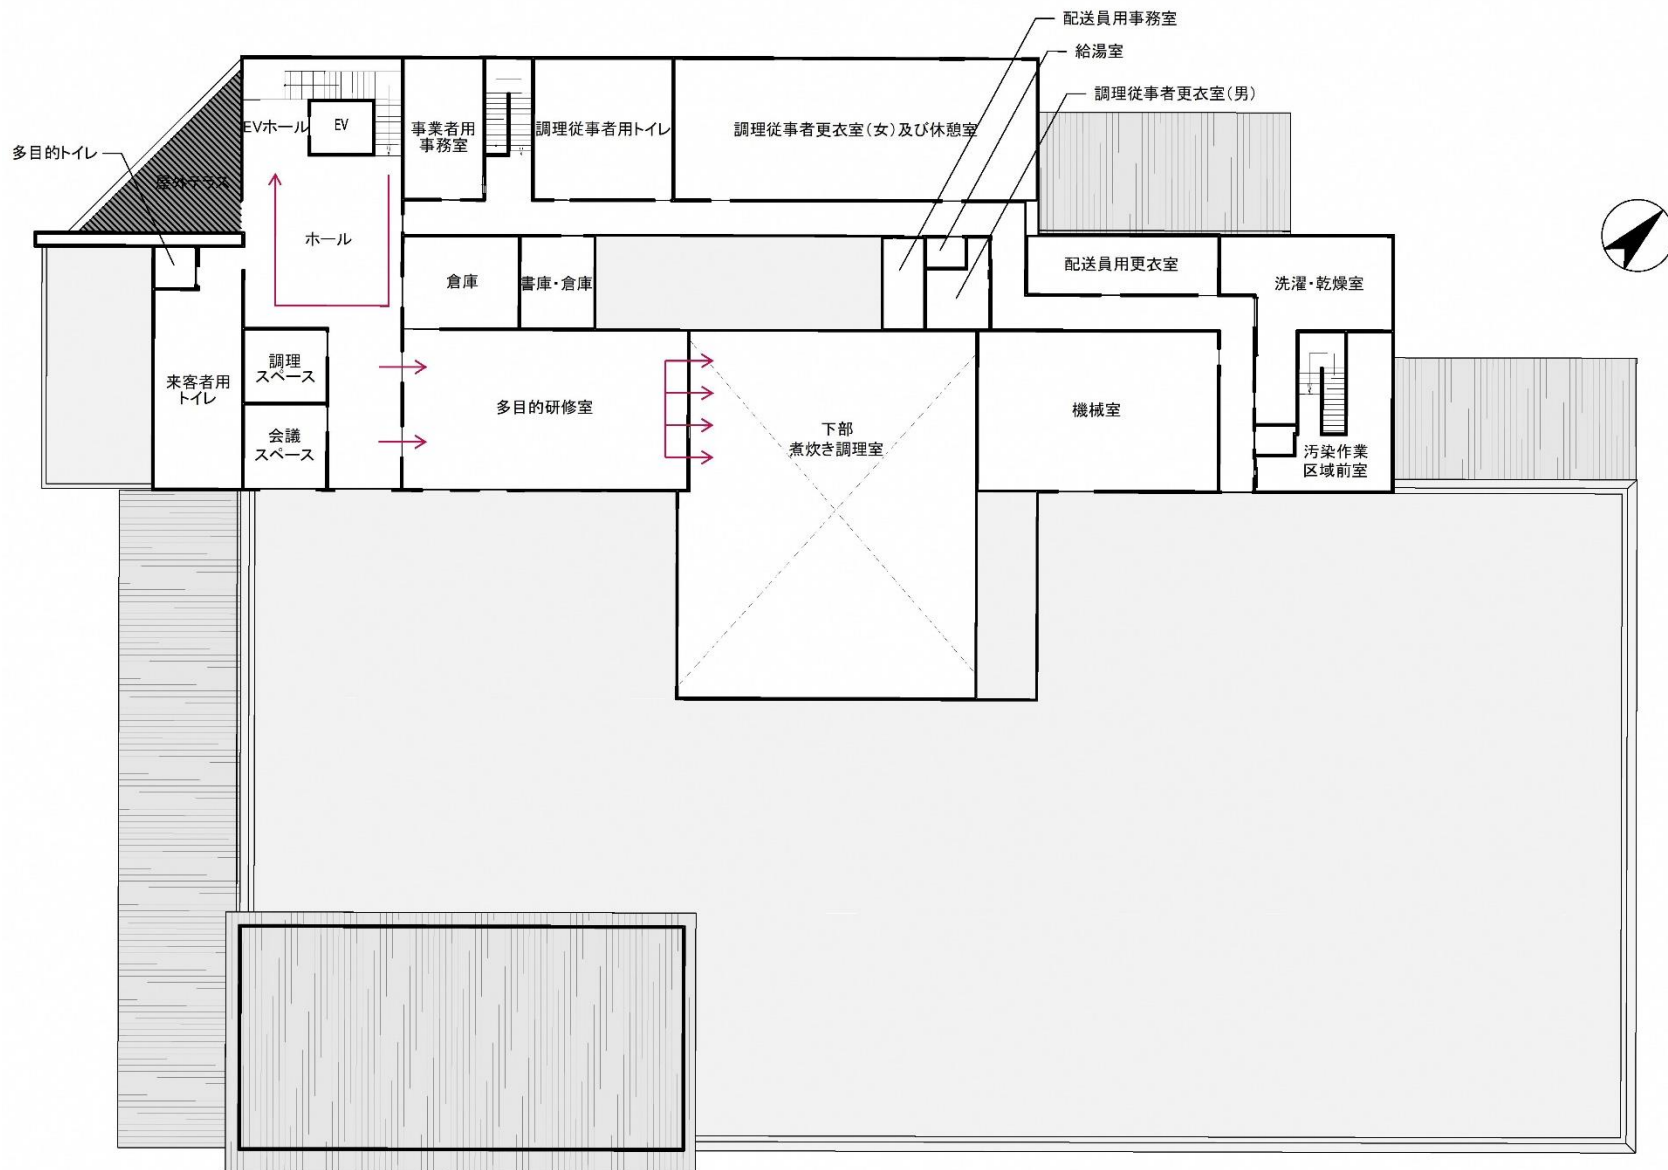 配送員用事務室
給湯室
調理従事者更衣室(男)
多目的トイレ
EVホール
EV
事業者用
事務室
調理従事者用トイレ
調理従事者更衣室(女)及び休憩室
屋外テラス
ホール
倉庫
書庫・倉庫
配送員用更衣室
洗濯・乾燥室
来客者用
トイレ
調理
スペース
会議
スペース
多目的研修室
下部
煮炊き調理室
機械室
汚染作業
区域前室